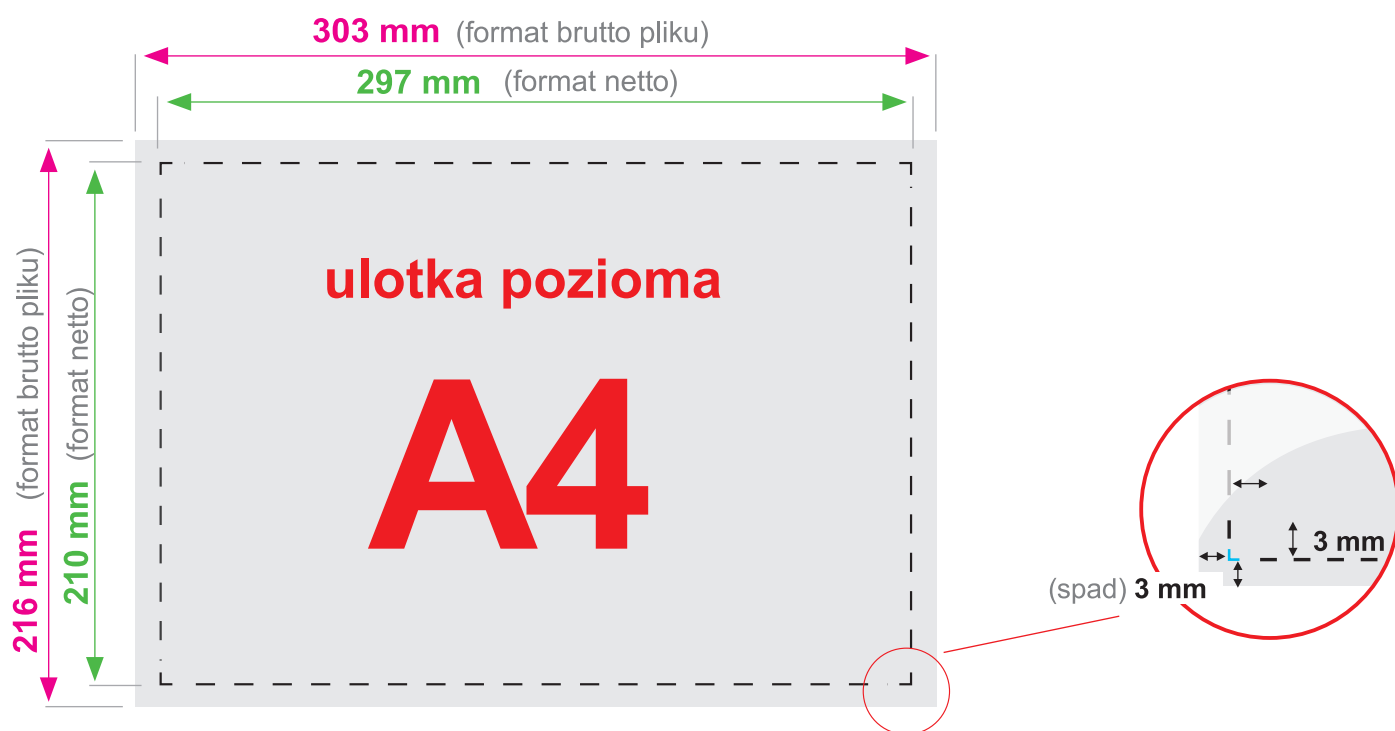 303 mm (format brutto pliku)
297 mm (format netto)
216 mm (format brutto pliku)
210 mm (format netto)
ulotka pozioma
A4
3 mm
(spad) 3 mm